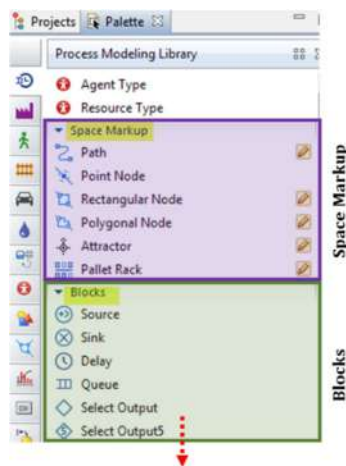 Projects Palette
Process Modeling Library
Agent Type
Resource Type
Space Markup
Path
Point Node
Rectangular Node
Polygonal Node
Attractor
Pallet Rack
Blocks
Source
Sink
Delay
Queue
Select Output
Select Output5
Space Markup
Blocks